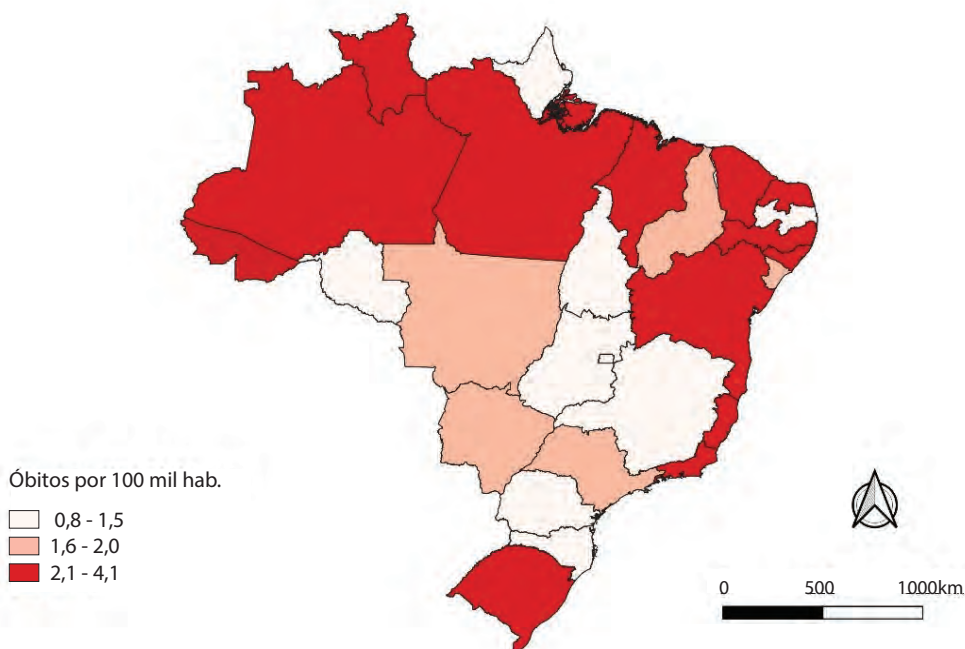 Óbitos por 100 mil hab.
0,8 - 1,5
1,6 - 2,0
2,1 - 4,1
0 500 1000km